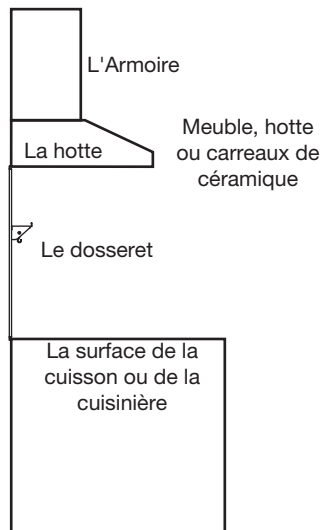 L'Armoire
La hotte
Meuble, hotte
ou carreaux de
céramique
Le dosseret
La surface de la
cuisson ou de la
cuisinière